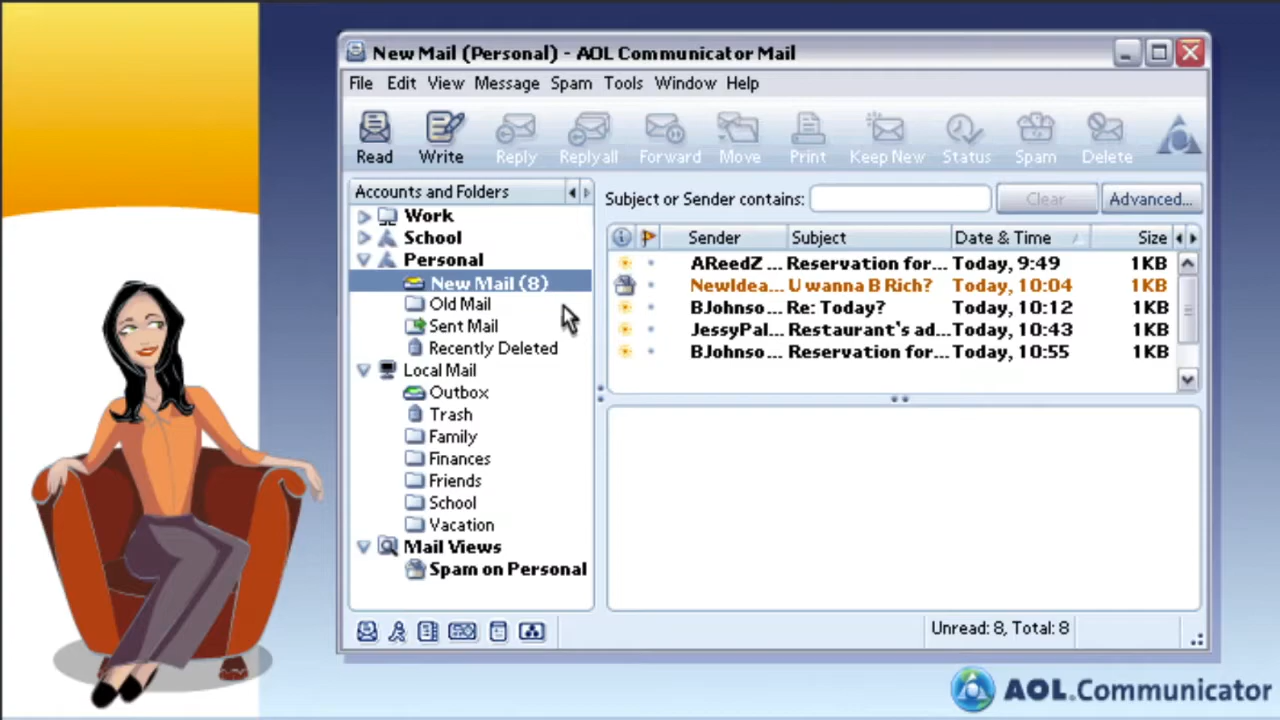 New Mail (Personal) - AOL Communicator Mail
File Edit View Message Spam Tools Window Help
Read Write Reply Reply all Forward Move Print Keep New Status Spam Delete
Accounts and Folders
Subject or Sender contains: Clear Advanced...
Work
School
Personal
New Mail (8)
Old Mail
Sent Mail
Recently Deleted
Local Mail
Outbox
Trash
Family
Finances
Friends
School
Vacation
Mail Views
Spam on Personal
Sender Subject Date & Time Size
AReedZ ... Reservation for... Today, 9:49 1KB
NewIdea... U wanna B Rich? Today, 10:04 1KB
BJohnso... Re: Today? Today, 10:12 1KB
JessyPal... Restaurant's ad... Today, 10:43 1KB
BJohnso... Reservation for... Today, 10:55 1KB
Unread: 8, Total: 8
AOL.Communicator